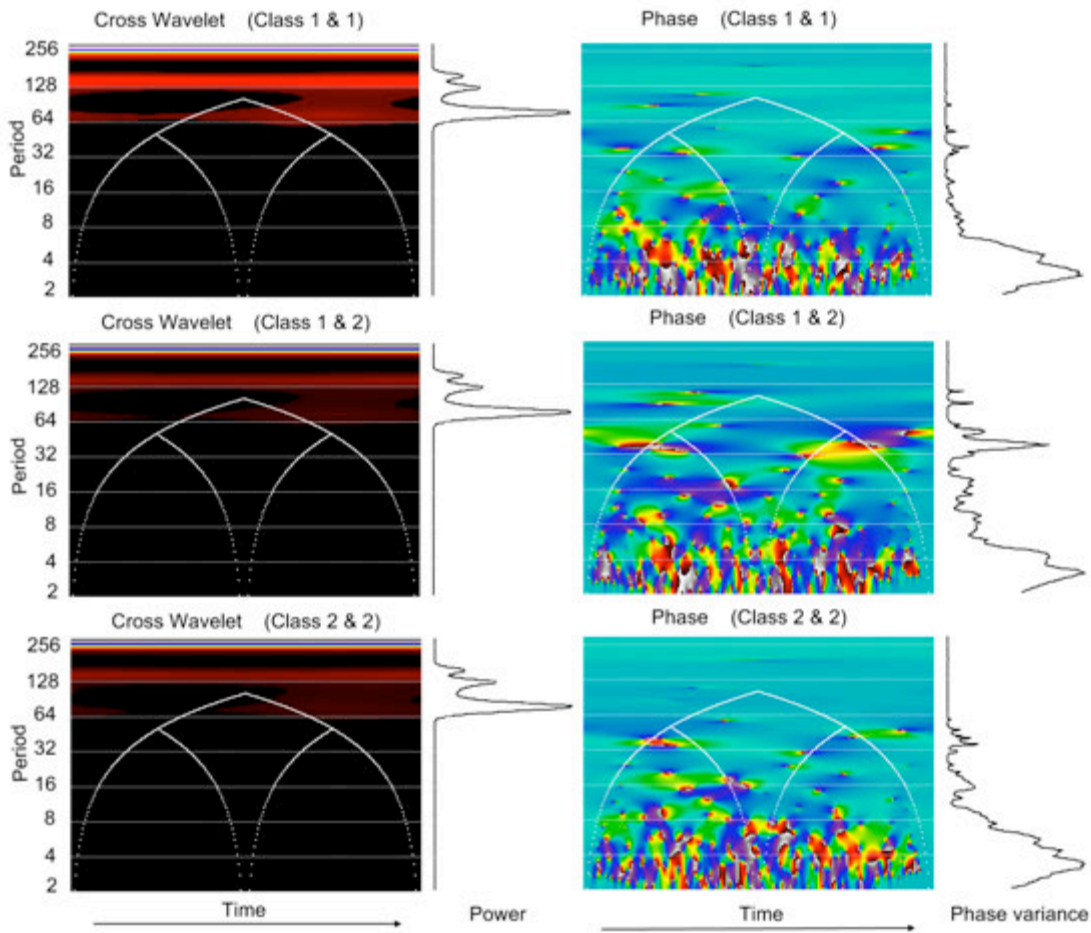 Cross Wavelet (Class 1 & 1)
Phase (Class 1 & 1)
256
128
64
32
16
8
4
2
Period
Cross Wavelet (Class 1 & 2)
Phase (Class 1 & 2)
256
128
64
32
16
8
4
2
Period
Cross Wavelet (Class 2 & 2)
Phase (Class 2 & 2)
256
128
64
32
16
8
4
2
Period
Time
Power
Time
Phase variance